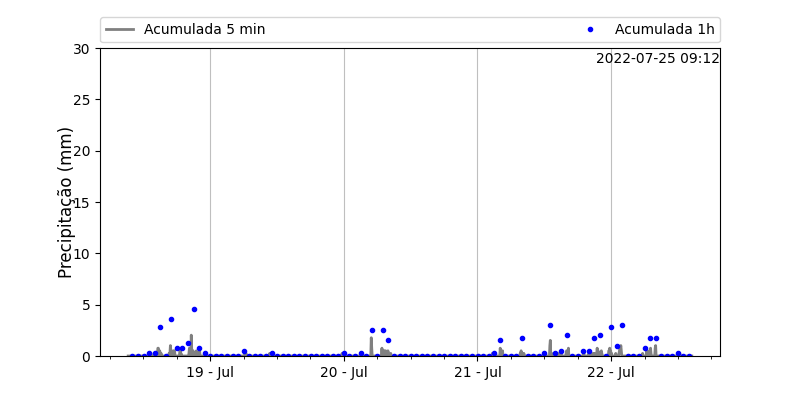 Acumulada 5 min
Acumulada 1h
2022-07-25 09:12
Precipitação (mm)
30
25
20
15
10
5
0
19 - Jul
20 - Jul
21 - Jul
22 - Jul